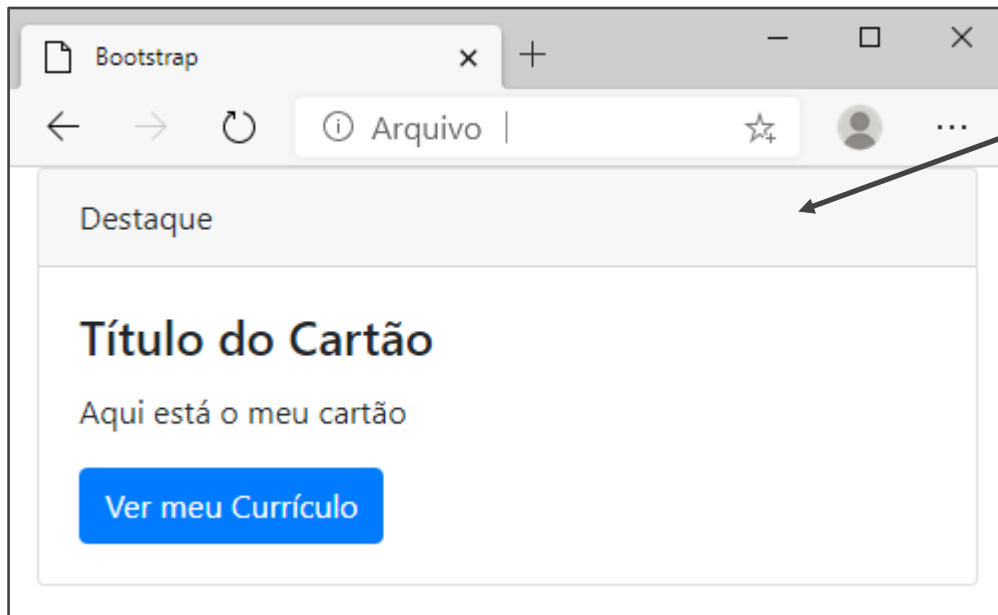 Bootstrap
Arquivo
Destaque
Título do Cartão
Aqui está o meu cartão
Ver meu Currículo